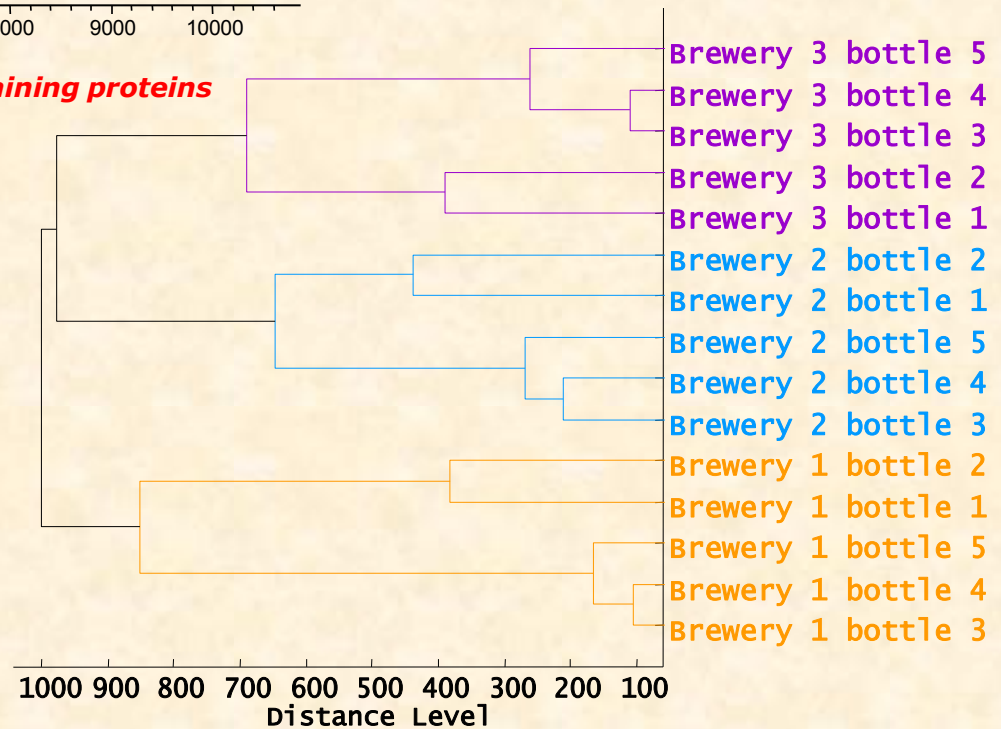 9000 10000
proteins
Brewery 3 bottle 5
Brewery 3 bottle 4
Brewery 3 bottle 3
Brewery 3 bottle 2
Brewery 3 bottle 1
Brewery 2 bottle 2
Brewery 2 bottle 1
Brewery 2 bottle 5
Brewery 2 bottle 4
Brewery 2 bottle 3
Brewery 1 bottle 2
Brewery 1 bottle 1
Brewery 1 bottle 5
Brewery 1 bottle 4
Brewery 1 bottle 3
1000 900 800 700 600 500 400 300 200 100
Distance Level